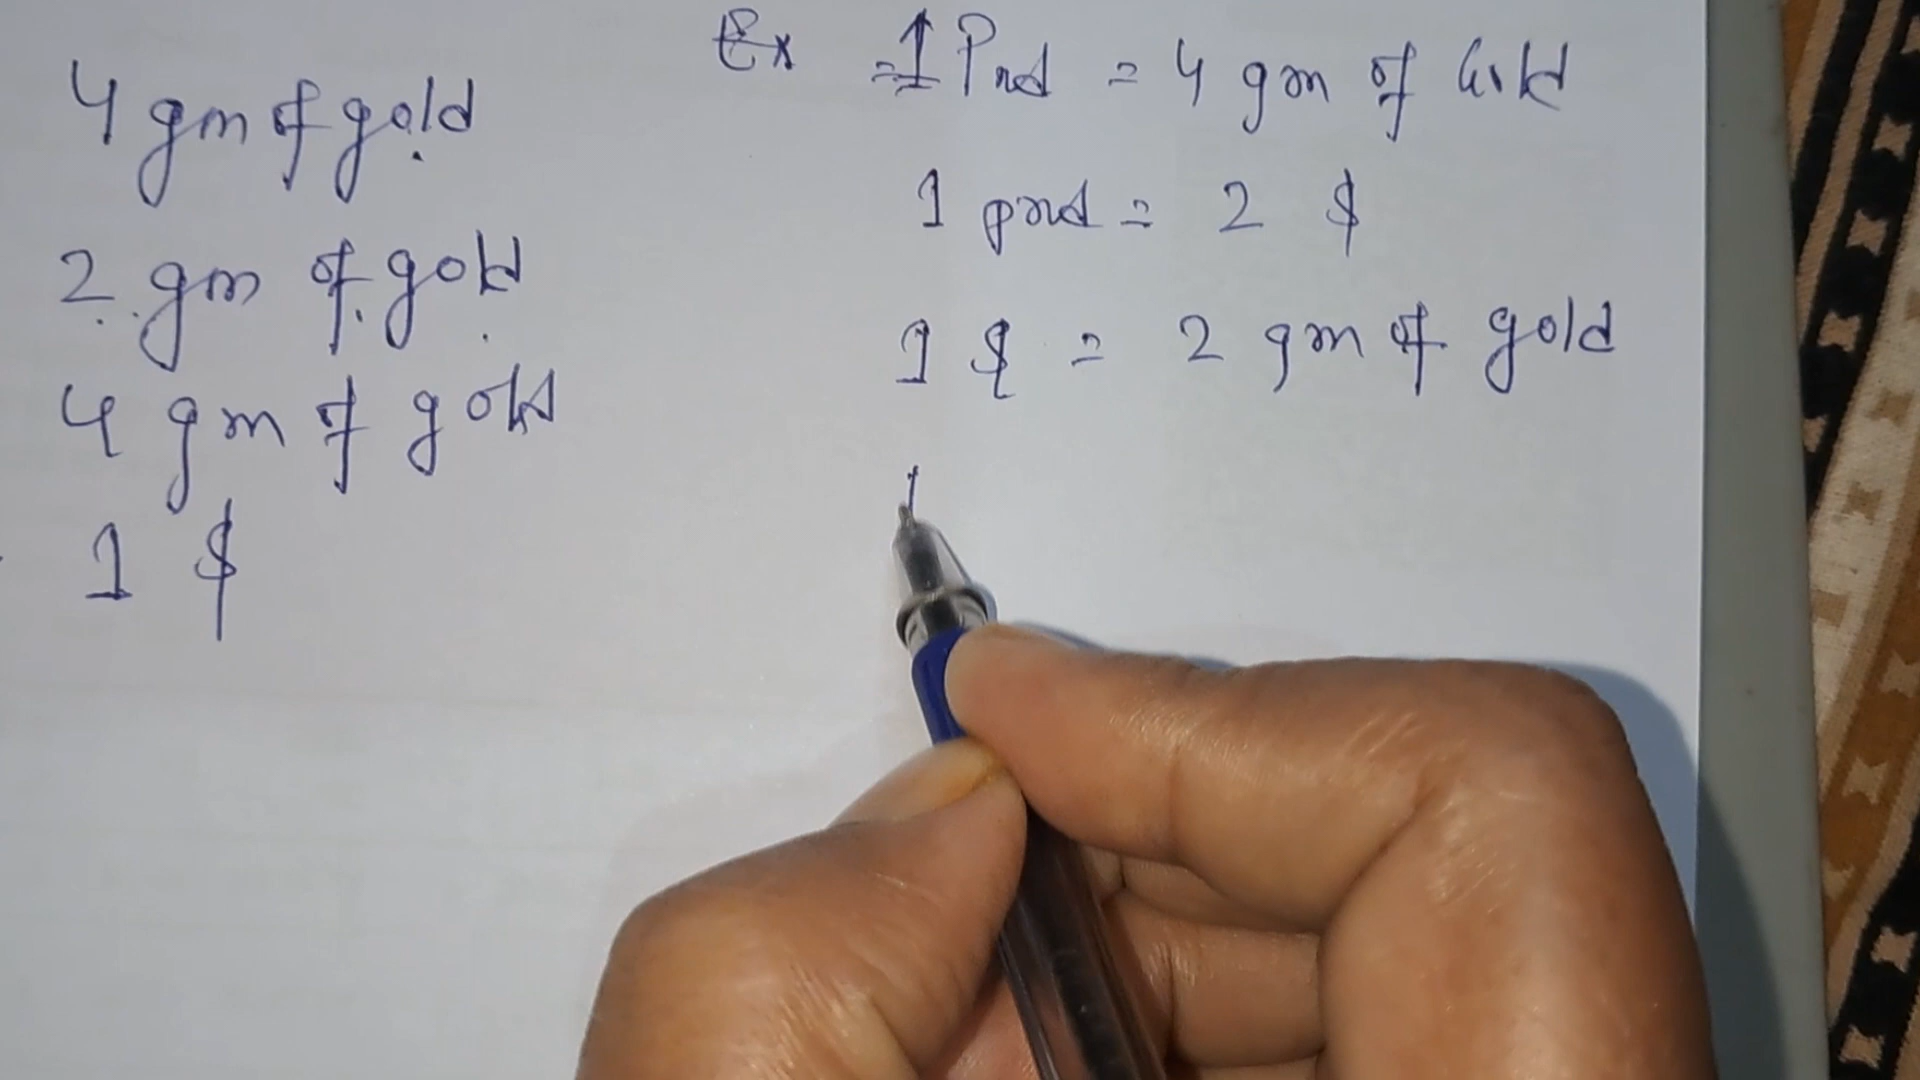 4 gm of gold
2 gm of gold
4 gm of gold
1 $
Ex = 1 Pnd = 4 gm of Gold
1 pnd = 2 $
1 $ = 2 gm of gold
1